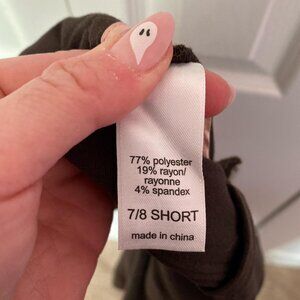 77% polyester
19% rayon/
rayonne
4% spandex
7/8 SHORT
made in china